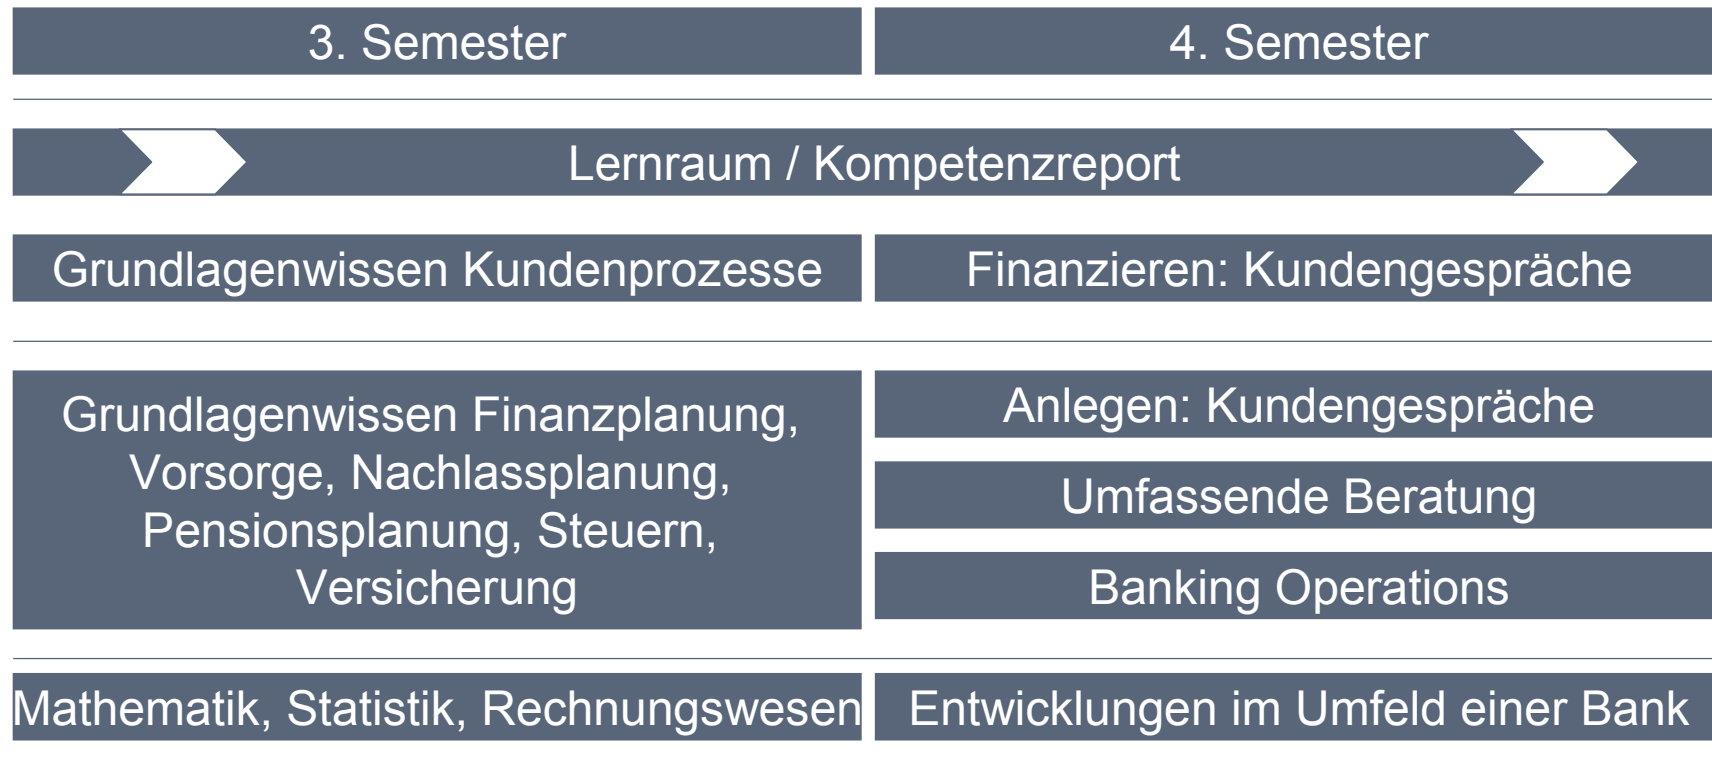 3. Semester
4. Semester
Lernraum / Kompetenzreport
Grundlagenwissen Kundenprozesse
Finanzieren: Kundengespräche
Grundlagenwissen Finanzplanung,
Vorsorge, Nachlassplanung,
Pensionsplanung, Steuern,
Versicherung
Anlegen: Kundengespräche
Umfassende Beratung
Banking Operations
Mathematik, Statistik, Rechnungswesen
Entwicklungen im Umfeld einer Bank